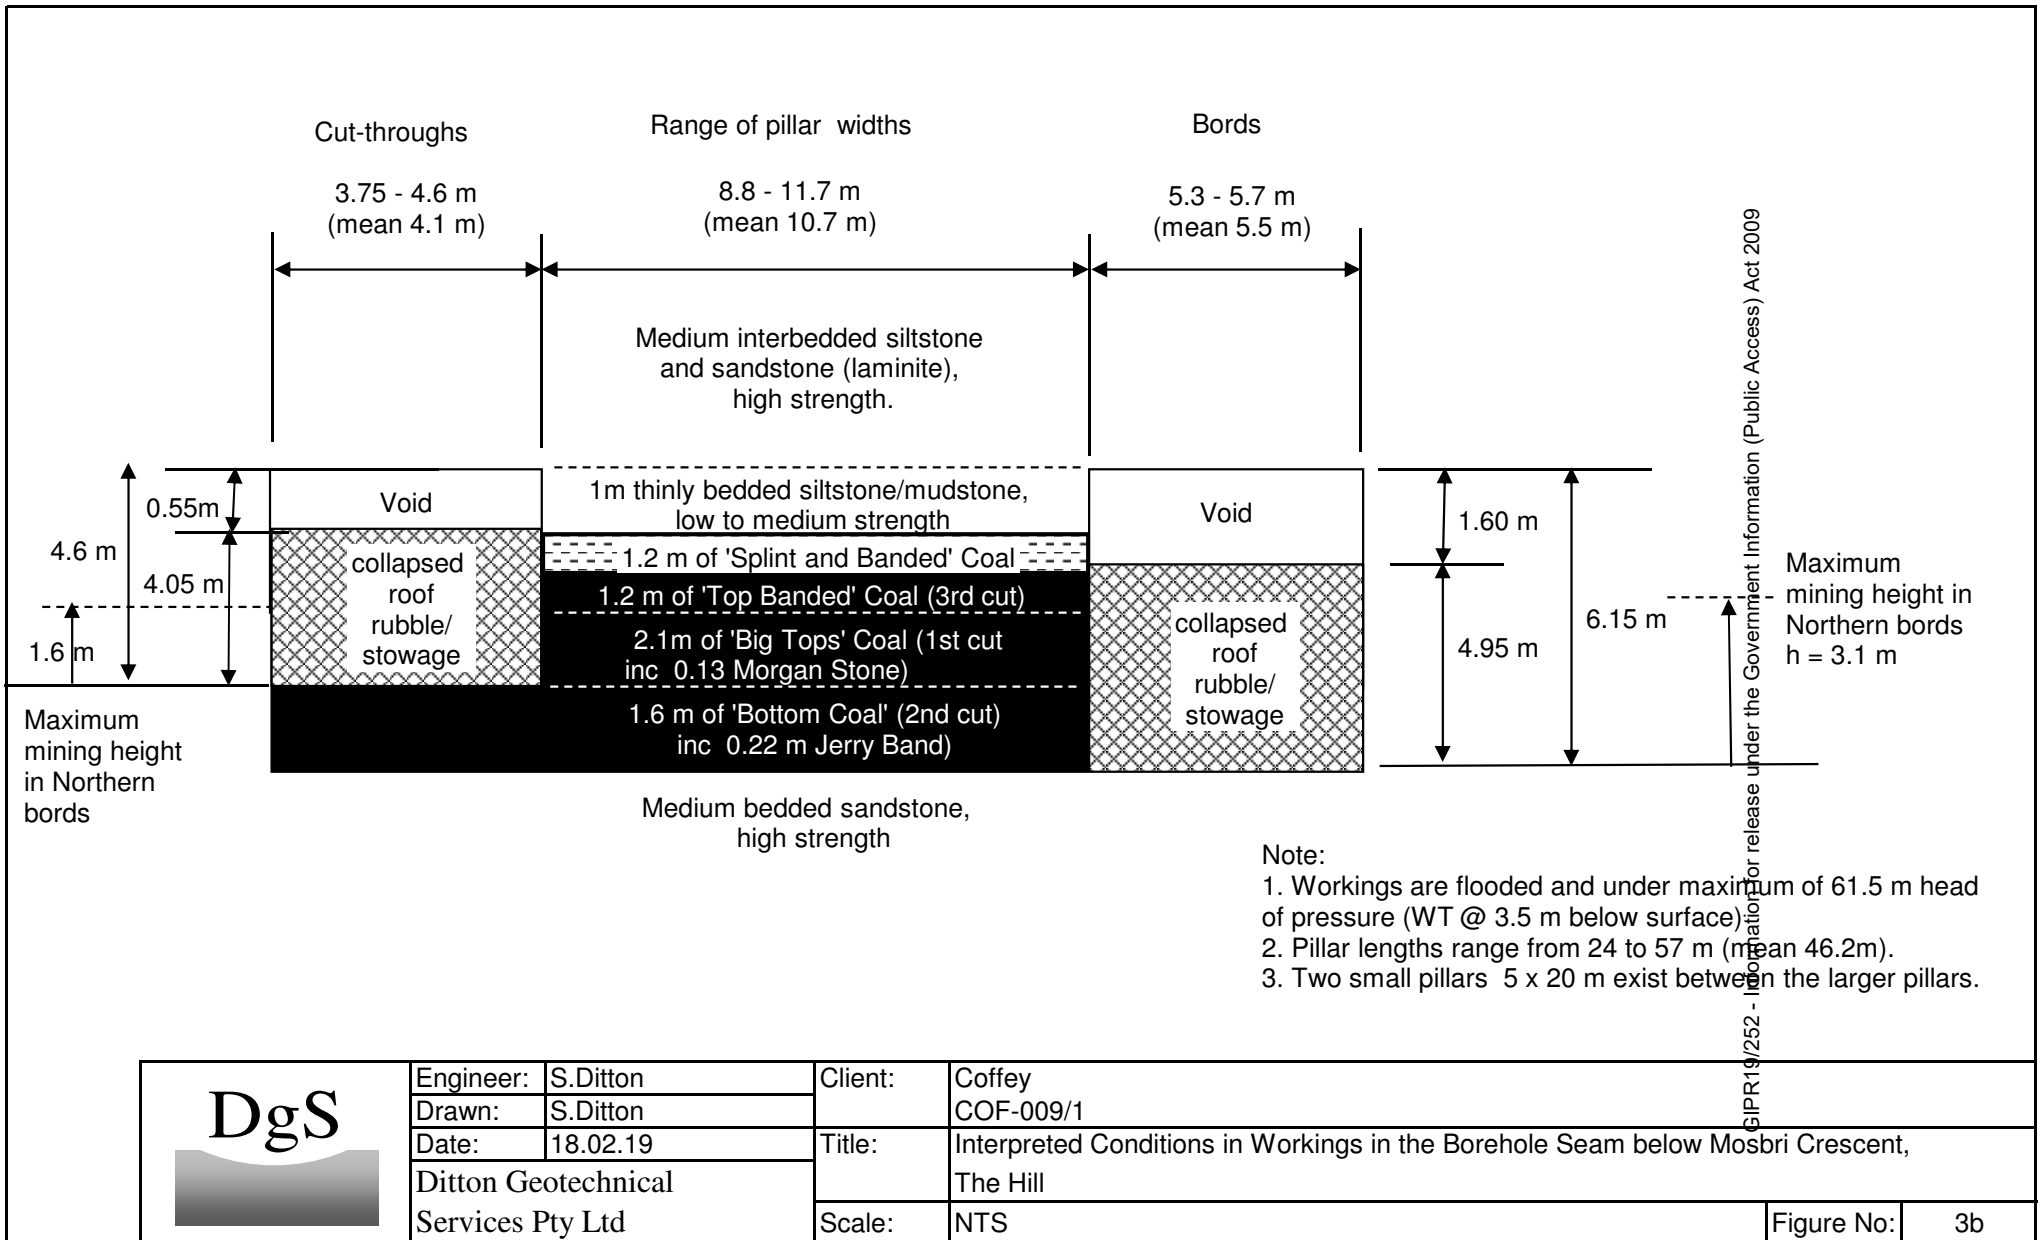 Cut-throughs
3.75 - 4.6 m
(mean 4.1 m)
Range of pillar widths
8.8 - 11.7 m
(mean 10.7 m)
Bords
5.3 - 5.7 m
(mean 5.5 m)
Medium interbedded siltstone
and sandstone (laminite),
high strength.
4.6 m
0.55m
4.05 m
1.6 m
Maximum
mining height
in Northern
bords
Void
collapsed
roof
rubble/
stowage
1m thinly bedded siltstone/mudstone,
low to medium strength
1.2 m of 'Splint and Banded' Coal
1.2 m of 'Top Banded' Coal (3rd cut)
2.1m of 'Big Tops' Coal (1st cut
inc 0.13 Morgan Stone)
1.6 m of 'Bottom Coal' (2nd cut)
inc 0.22 m Jerry Band)
Medium bedded sandstone,
high strength
Void
collapsed
roof
rubble/
stowage
1.60 m
4.95 m
6.15 m
Maximum
mining height in
Northern bords
h = 3.1 m
GIPR19/252 - Information for release under the Government Information (Public Access) Act 2009
Note:
1. Workings are flooded and under maximum of 61.5 m head
of pressure (WT @ 3.5 m below surface)
2. Pillar lengths range from 24 to 57 m (mean 46.2m).
3. Two small pillars 5 x 20 m exist between the larger pillars.
DgS
Engineer: S.Ditton
Drawn: S.Ditton
Date: 18.02.19
Ditton Geotechnical
Services Pty Ltd
Client: Coffey
COF-009/1
Title: Interpreted Conditions in Workings in the Borehole Seam below Mosbri Crescent,
The Hill
Scale: NTS
Figure No: 3b